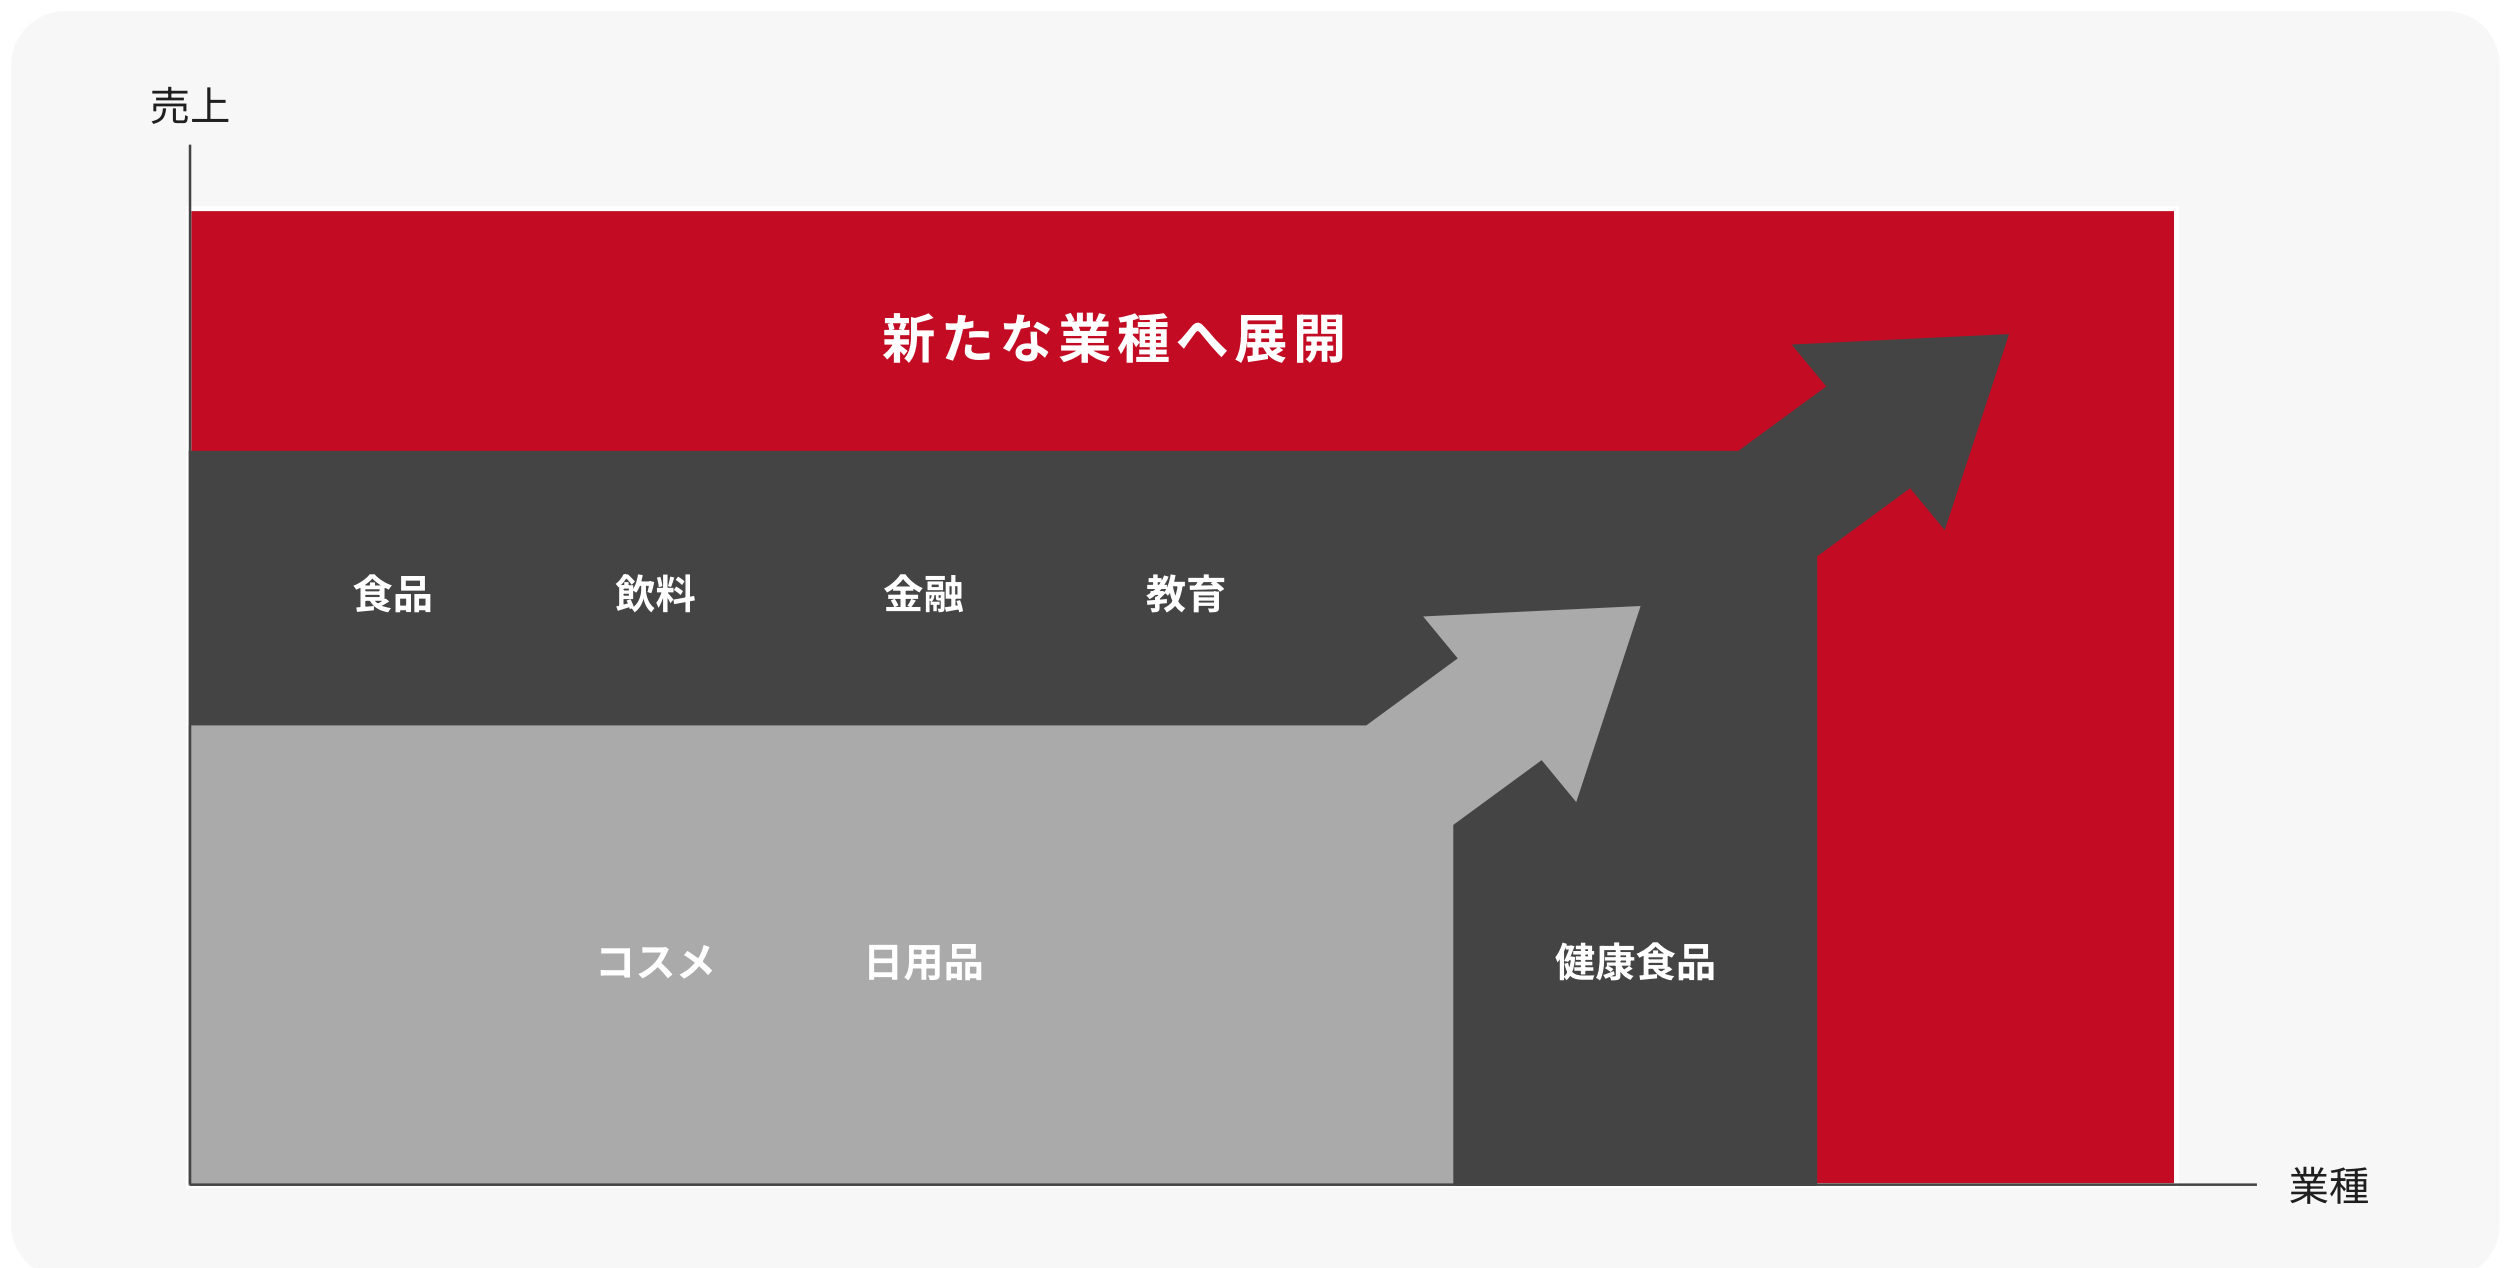 売上
新たな業種へ展開
食品
飲料
金融
教育
コスメ
日用品
健康食品
業種